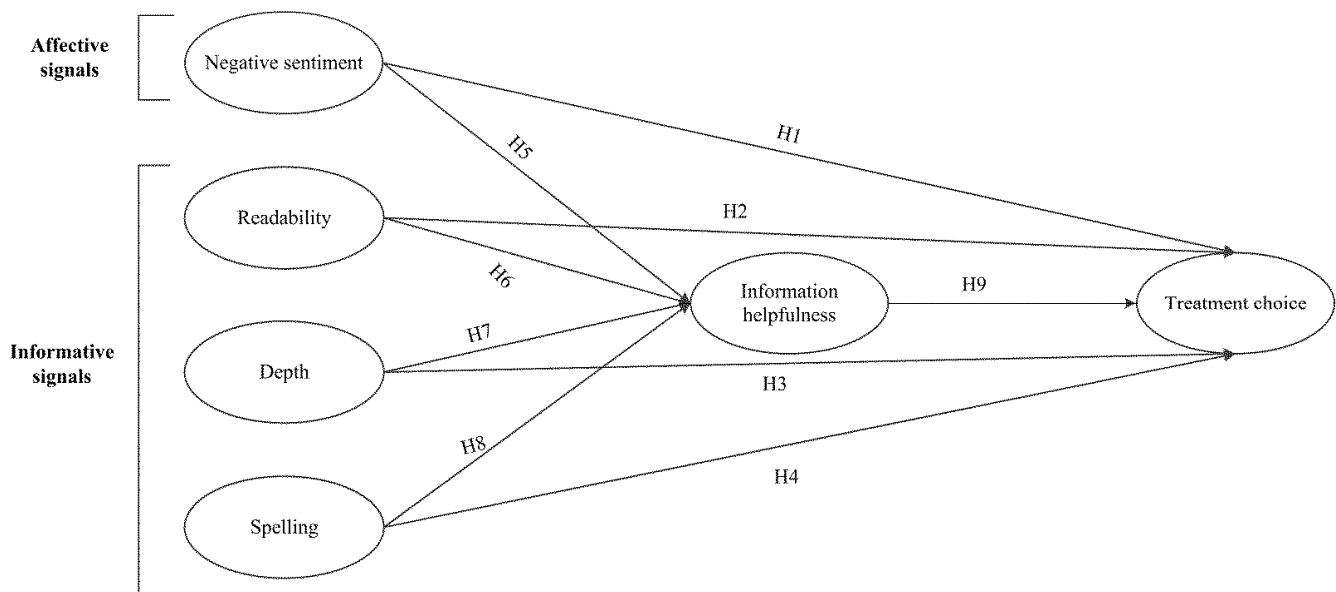 Affective
signals
Negative sentiment
H1
H5
Readability
H2
H6
Information
helpfulness
H9
Treatment choice
H7
Informative
signals
Depth
H3
H8
H4
Spelling